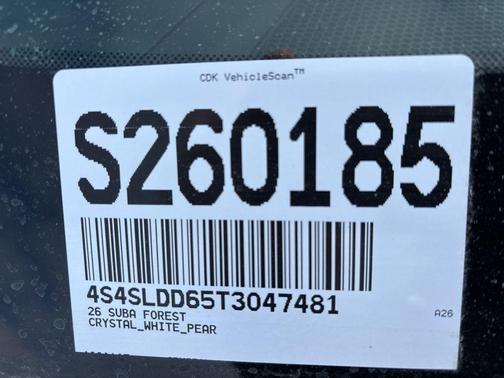 CDK VehicleScan™
S260185
4S4SLDD65T3047481
26 SUBA FOREST
CRYSTAL_WHITE_PEAR
A26